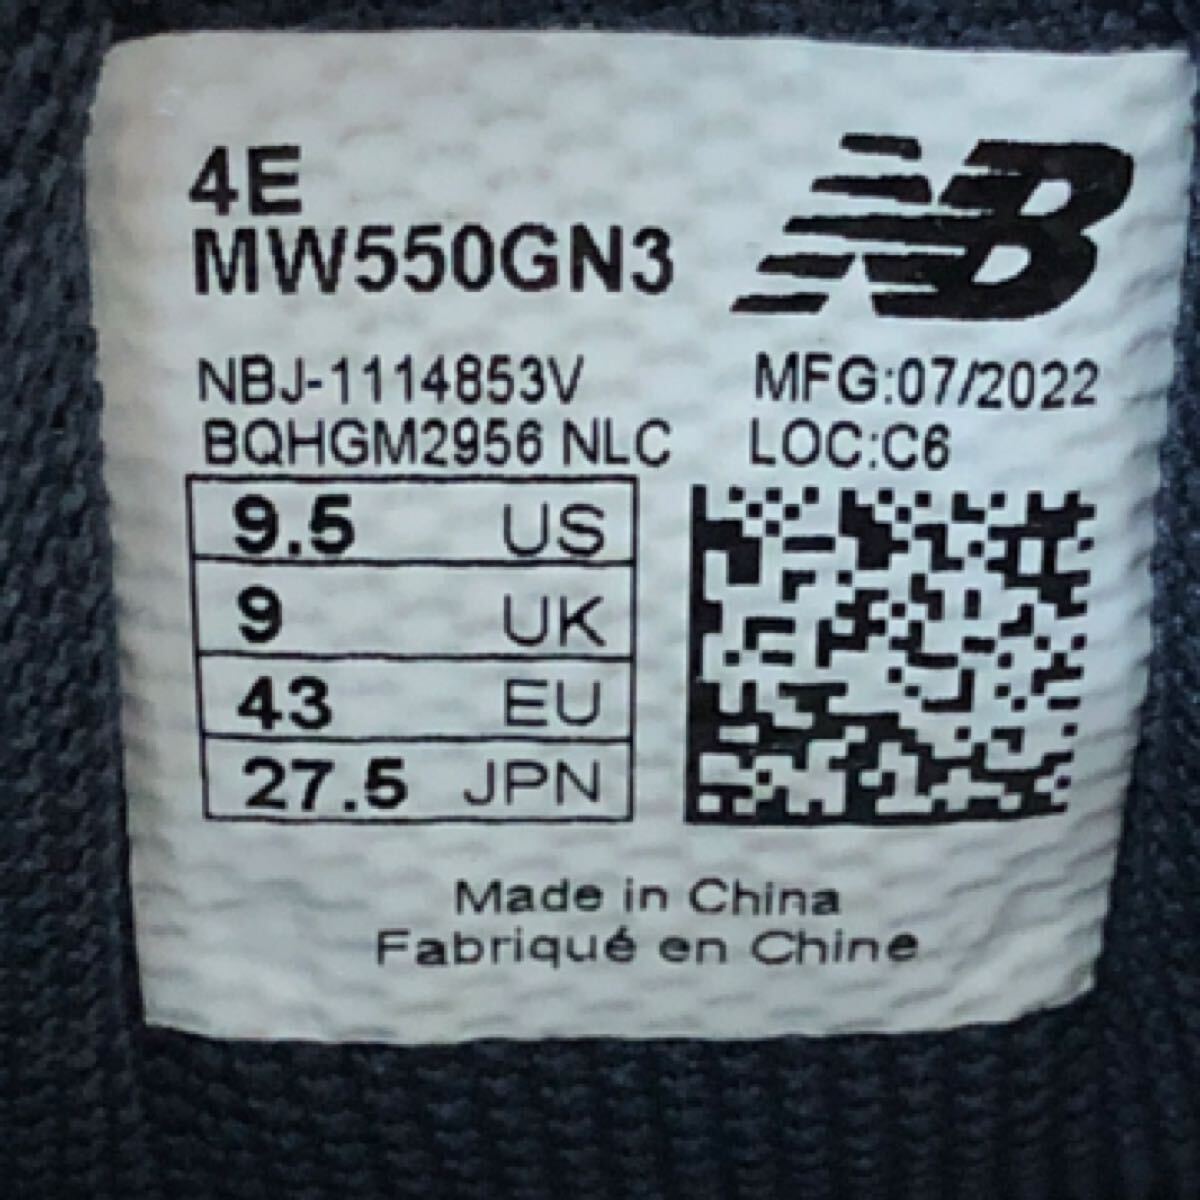 4E
MW550GN3
NB
NBJ-1114853V MFG:07/2022
BQHGM2956 NLC LOC:C6
9.5 US
9 UK
43 EU
27.5 JPN
Made in China
Fabriqué en Chine